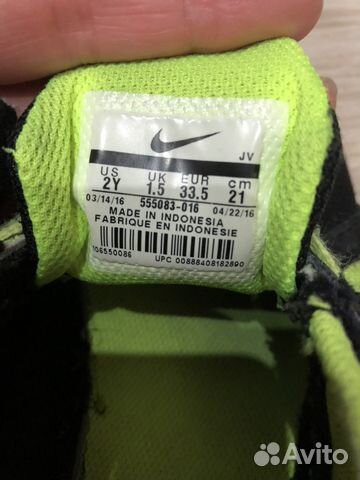 JV
US UK EUR cm
2Y 1.5 33.5 21
03/14/16 555083-016 04/22/16
MADE IN INDONESIA
FABRIQUE EN INDONESIE
106550086 UPC 00888408182890
Avito